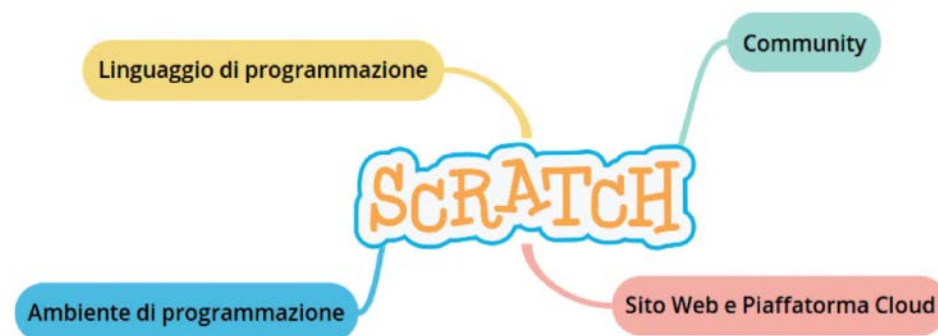 Community
Linguaggio di programmazione
SCRATCH
Ambiente di programmazione
Sito Web e Piaffatorma Cloud